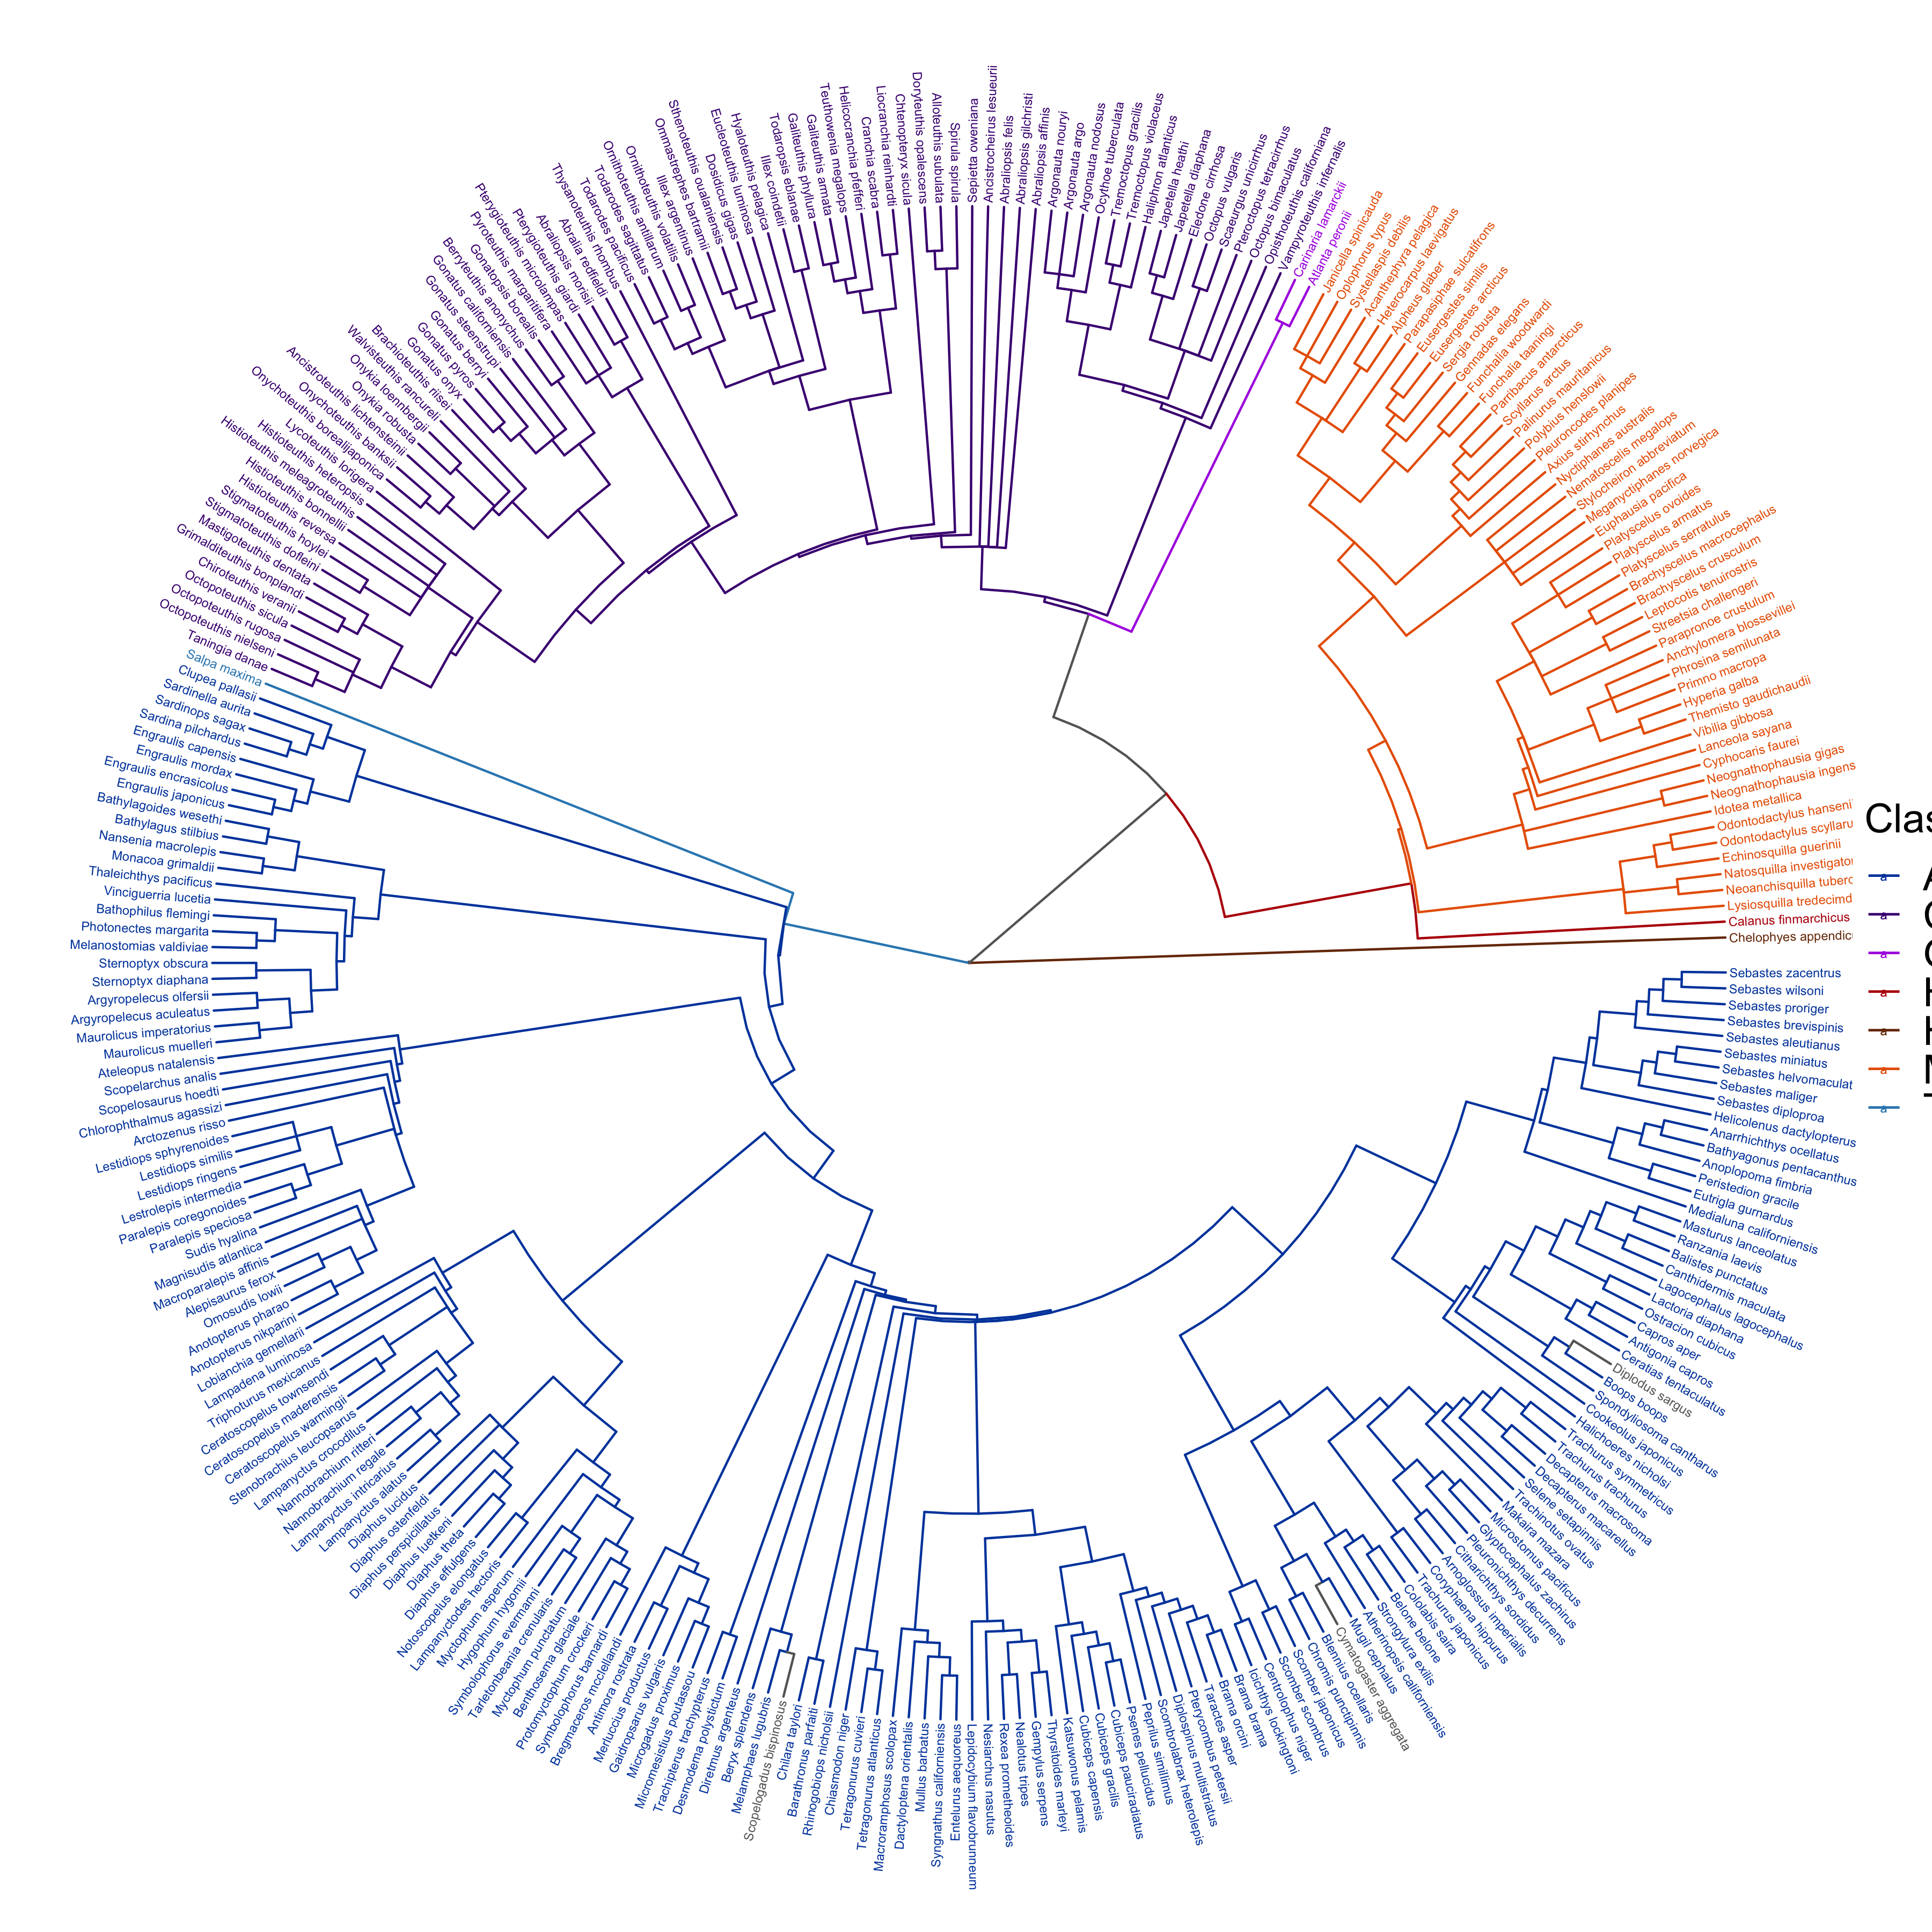 Octopoteuthis nielseni
Taningia danae
Octopoteuthis rugosa
Octopoteuthis sicula
Chiroteuthis veranii
Grimalditeuthis bonplandi
Mastigoteuthis dentata
Stigmatoteuthis dofleini
Stigmatoteuthis hoylei
Histioteuthis reversa
Histioteuthis bonnellii
Histioteuthis meleagroteuthis
Histioteuthis heteropsis
Lycoteuthis lorigera
Onychoteuthis borealijaponica
Onychoteuthis banksii
Ancistroteuthis lichtensteinii
Onykia robusta
Onykia loennbergii
Walvisteuthis rancureli
Brachioteuthis riisei
Gonatus onyx
Gonatus pyros
Gonatus berryi
Gonatus steenstrupi
Gonatus californiensis
Berryteuthis anonychus
Gonatopsis borealis
Pyroteuthis margaritifera
Pterygioteuthis microlampas
Pterygioteuthis giardi
Abraliopsis morisii
Abralia redfieldi
Thysanoteuthis rhombus
Todarodes pacificus
Todarodes sagittatus
Ornithoteuthis antillarum
Ornithoteuthis volatilis
Illex argentinus
Ommastrephes bartramii
Sthenoteuthis oualaniensis
Dosidicus gigas
Eucleoteuthis luminosa
Hyaloteuthis pelagica
Illex coindetii
Todaropsis eblanae
Galiteuthis phyllura
Galiteuthis armata
Teuthowenia megalops
Helicocranchia pfefferi
Cranchia scabra
Liocranchia reinhardti
Chtenopteryx sicula
Doryteuthis opalescens
Alloteuthis subulata
Spirula spirula
Sepietta oweniana
Ancistrocheirus lesueurii
Abraliopsis felis
Abraliopsis gilchristi
Abraliopsis affinis
Argonauta nouryi
Argonauta argo
Argonauta nodosus
Ocythoe tuberculata
Tremoctopus gracilis
Tremoctopus violaceus
Haliphron atlanticus
Japetella heathi
Japetella diaphana
Eledone cirrhosa
Octopus vulgaris
Scaeurgus unicirrhus
Pteroctopus tetracirrhus
Octopus bimaculatus
Opisthoteuthis californiana
Vampyroteuthis infernalis
Carinaria lamarckii
Atlanta peronii
Janicella spinicauda
Oplophorus typus
Systellaspis debilis
Acanthephyra pelagica
Heterocarpus laevigatus
Alpheus glaber
Parapasiphae sulcatifrons
Eusergestes similis
Eusergestes arcticus
Sergia robusta
Gennadas elegans
Funchalia woodwardi
Funchalia taaningi
Parribacus antarcticus
Scyllarus arctus
Palinurus mauritanicus
Polybius henslowii
Pleuroncodes planipes
Axius stirhynchus
Nyctiphanes australis
Nematoscelis megalops
Stylocheiron abbreviatum
Meganyctiphanes norvegica
Euphausia pacifica
Platyscelus ovoides
Platyscelus armatus
Platyscelus serratulus
Brachyscelus macrocephalus
Brachyscelus crusculum
Leptocotis tenuirostris
Streetsia challengeri
Parapronoe crustulum
Anchylomera blossevillei
Phrosina semilunata
Primno macropa
Hyperia galba
Themisto gaudichaudii
Vibilia gibbosa
Lanceola sayana
Cyphocaris faurei
Neognathophausia gigas
Neognathophausia ingens
Idotea metallica
Odontodactylus hansenii
Odontodactylus scyllaru
Echinosquilla guerinii
Natosquilla investigator
Neoanchisquilla tuberc
Lysiosquilla tredecimd
Calanus finmarchicus
Chelophyes appendic
Sebastes zacentrus
Sebastes wilsoni
Sebastes proriger
Sebastes brevispinis
Sebastes aleutianus
Sebastes miniatus
Sebastes helvomaculat
Sebastes maliger
Sebastes diploproa
Helicolenus dactylopterus
Anarrhichthys ocellatus
Bathyagonus pentacanthus
Anoplopoma fimbria
Peristedion gracile
Eutrigla gurnardus
Medialuna californiensis
Masturus lanceolatus
Ranzania laevis
Balistes punctatus
Canthidermis maculata
Lagocephalus lagocephalus
Lactoria diaphana
Ostracion cubicus
Capros aper
Antigonia capros
Ceratias tentaculatus
Diplodus sargus
Boops boops
Spondyliosoma cantharus
Cookeolus japonicus
Halichoeres nicholsi
Trachurus symmetricus
Trachurus trachurus
Decapterus macrosoma
Decapterus macarellus
Selene setapinnis
Trachinotus ovatus
Makaira mazara
Microstomus pacificus
Glyptocephalus zachirus
Pleuronichthys decurrens
Citharichthys sordidus
Arnoglossus imperialis
Coryphaena hippurus
Trachurus japonicus
Cololabis saira
Belone belone
Strongylura exilis
Atherinopsis californiensis
Mugil cephalus
Cymatogaster aggregata
Blennius ocellaris
Chromis punctipinnis
Scomber japonicus
Scomber scombrus
Centrolophus niger
Icichthys lockingtoni
Brama brama
Brama orcini
Taractes asper
Pterycombus petersii
Diplospinus multistriatus
Scombrolabrax heterolepis
Peprilus simillimus
Psenes pellucidus
Cubiceps pauciradiatus
Cubiceps gracilis
Cubiceps capensis
Katsuwonus pelamis
Thyrsitoides marleyi
Gempylus serpens
Nealotus tripes
Rexea prometheoides
Nesiarchus nasutus
Lepidocybium flavobrunneum
Entelurus aequoreus
Syngnathus californiensis
Mullus barbatus
Dactyloptena orientalis
Macroramphosus scolopax
Tetragonurus atlanticus
Tetragonurus cuvieri
Chiasmodon niger
Rhinogobiops nicholsii
Barathronus parfaiti
Chiara taylori
Scopelogadus bispinosus
Melamphaes lugubris
Beryx splendens
Diretmus argenteus
Desmodema polystictum
Trachipterus trachypterus
Micromesistius poutassou
Microgadus proximus
Gaidropsarus vulgaris
Merluccius productus
Antimora rostrata
Bregmaceros mcclellandi
Symbolophorus barnardi
Protomyctophum crockeri
Benthosema glaciale
Myctophum punctatum
Tarletonbeania crenularis
Symbolophorus evermanni
Hygophum hygomii
Myctophum asperum
Lampanyctodes hectoris
Notoscopelus elongatus
Diaphus effulgens
Diaphus theta
Diaphus luetkeni
Diaphus perspicillatus
Diaphus ostenfeldi
Diaphus lucidus
Lampanyctus alatus
Lampanyctus intricarius
Nannobrachium regale
Nannobrachium ritteri
Lampanyctus crocodilus
Stenobrachius leucopsarus
Ceratoscopelus warmingii
Ceratoscopelus maderensis
Ceratoscopelus townsendi
Triphoturus mexicanus
Lampadena luminosa
Lobianchia gemellarii
Anotopterus nikparini
Anotopterus pharao
Omosudis lowii
Alepisaurus ferox
Macroparalepis affinis
Magnisudis atlantica
Sudis hyalina
Paralepis speciosa
Paralepis coregonoides
Lestrolepis intermedia
Lestidiops ringens
Lestidiops similis
Lestidiops sphyrenoides
Arctozenus risso
Chlorophthalmus agassizi
Scopelosaurus hoedti
Scopelarchus analis
Ateleopus natalensis
Maurolicus muelleri
Maurolicus imperatorius
Argyropelecus aculeatus
Argyropelecus olfersii
Sternoptyx diaphana
Sternoptyx obscura
Melanostomias valdiviae
Photonectes margarita
Bathophilus flemingi
Vinciguerria lucetia
Thaleichthys pacificus
Monacoa grimaldii
Nansenia macrolepis
Bathylagus stilbius
Bathylagoides wesethi
Engraulis japonicus
Engraulis encrasicolus
Engraulis mordax
Engraulis capensis
Sardina pilchardus
Sardinops sagax
Sardinella aurita
Clupea pallasii
Salpa maxima
Clas
a
a
a
a
a
a
a